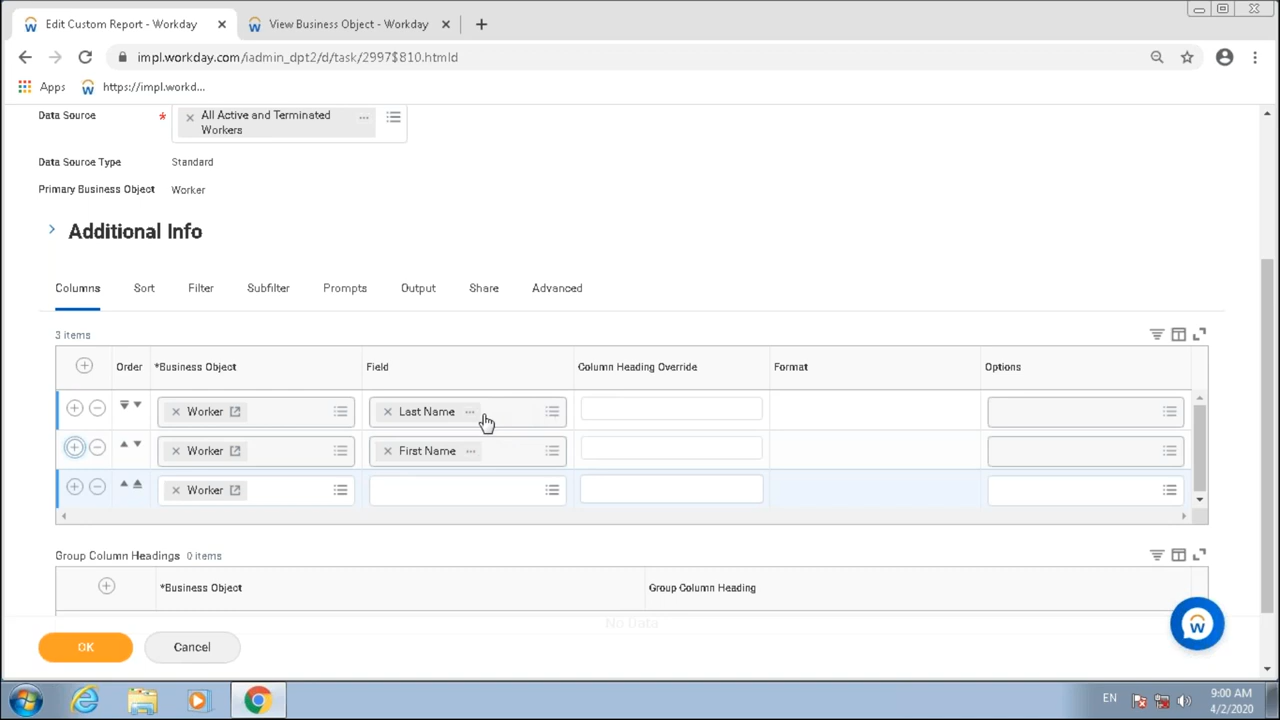 Edit Custom Report - Workday
View Business Object - Workday
impl.workday.com/iadmin_dpt2/d/task/2997$810.htmld
Apps
https://impl.workd...
Data Source
*
All Active and Terminated
Workers
Data Source Type
Standard
Primary Business Object
Worker
Additional Info
Columns
Sort
Filter
Subfilter
Prompts
Output
Share
Advanced
3 items
Order
*Business Object
Field
Column Heading Override
Format
Options
Worker
Last Name
Worker
First Name
Worker
Group Column Headings 0 items
*Business Object
Group Column Heading
No Data
OK
Cancel
EN
9:00 AM
4/2/2020